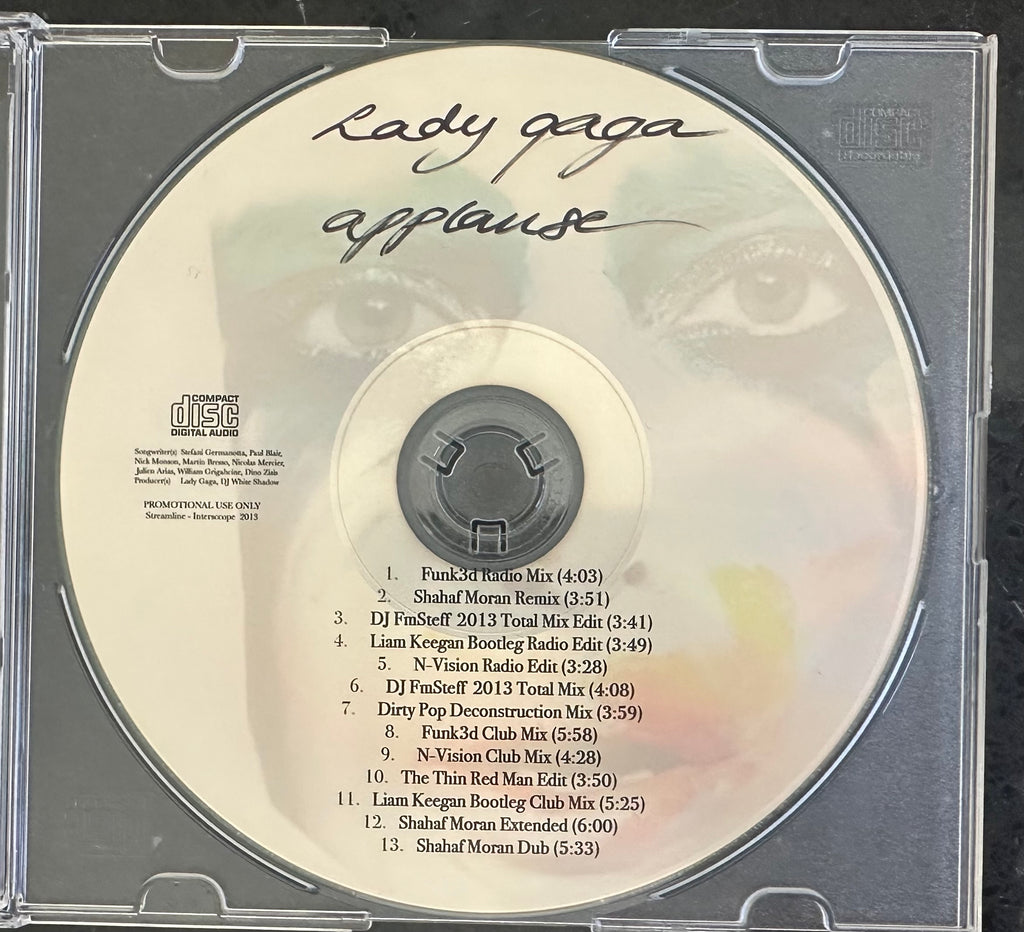 Lady gaga
applause
COMPACT
disc
Recordable
COMPACT
disc
DIGITAL AUDIO
Songwriter(s) Stefani Germanotta, Paul Blair,
Nick Monson, Martin Bresso, Nicolas Mercier,
Julien Arias, William Grigahcine, Dino Zisis
Producer(s) Lady Gaga, DJ White Shadow
PROMOTIONAL USE ONLY
Streamline - Interscope 2013
1. Funk3d Radio Mix (4:03)
2. Shahaf Moran Remix (3:51)
3. DJ FmSteff 2013 Total Mix Edit (3:41)
4. Liam Keegan Bootleg Radio Edit (3:49)
5. N-Vision Radio Edit (3:28)
6. DJ FmSteff 2013 Total Mix (4:08)
7. Dirty Pop Deconstruction Mix (3:59)
8. Funk3d Club Mix (5:58)
9. N-Vision Club Mix (4:28)
10. The Thin Red Man Edit (3:50)
11. Liam Keegan Bootleg Club Mix (5:25)
12. Shahaf Moran Extended (6:00)
13. Shahaf Moran Dub (5:33)